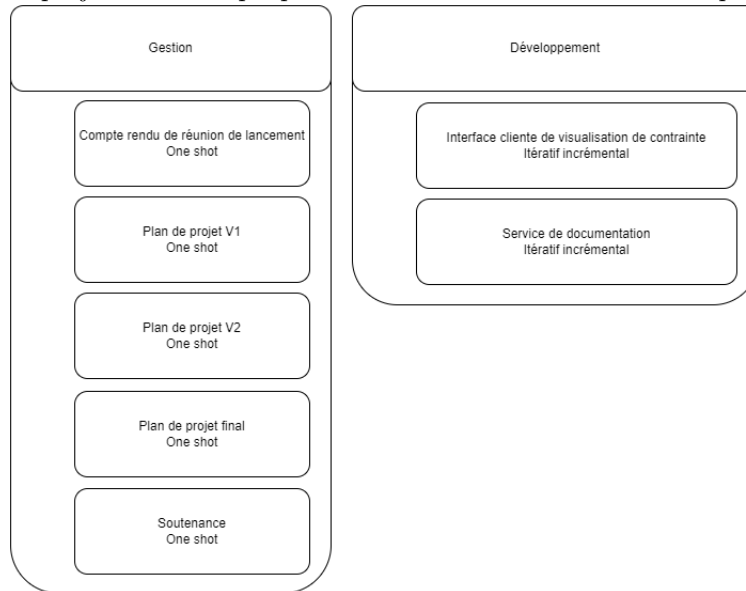 Gestion
Compte rendu de réunion de lancement
One shot
Plan de projet V1
One shot
Plan de projet V2
One shot
Plan de projet final
One shot
Soutenance
One shot
Développement
Interface cliente de visualisation de contrainte
Itératif incrémental
Service de documentation
Itératif incrémental